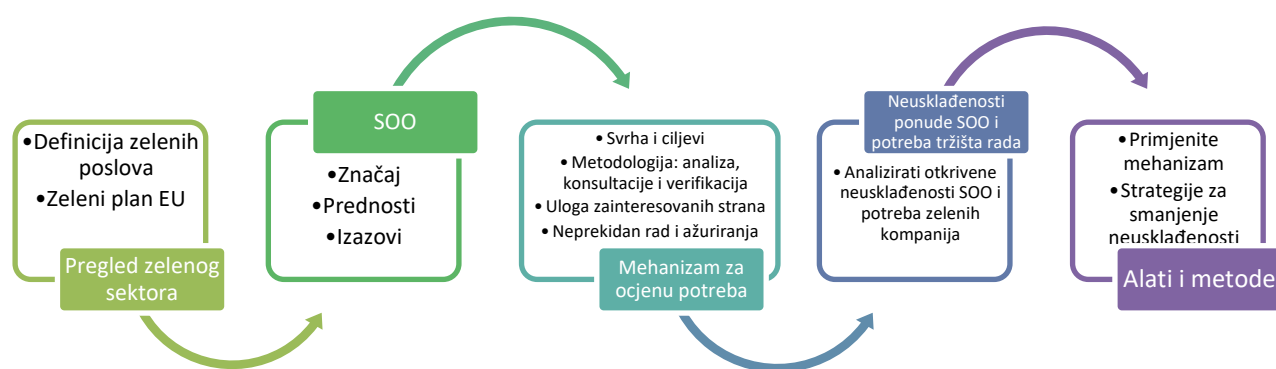 •Definicija zelenih
poslova
•Zeleni plan EU
Pregled zelenog
sektora
SOO
•Značaj
•Prednosti
•Izazovi
•Svrha i ciljevi
•Metodologija: analiza,
konsultacije i verifikacija
•Uloga zainteresovanih strana
•Neprekidan rad i ažuriranja
Mehanizam za
ocjenu potreba
Neusklađenosti
ponude SOO i
potreba tržišta rada
•Analizirati otkrivene
neusklađenosti SOO i
potreba zelenih
kompanija
•Primjenite
mehanizam
•Strategije za
smanjenje
neusklađenosti
Alati i metode